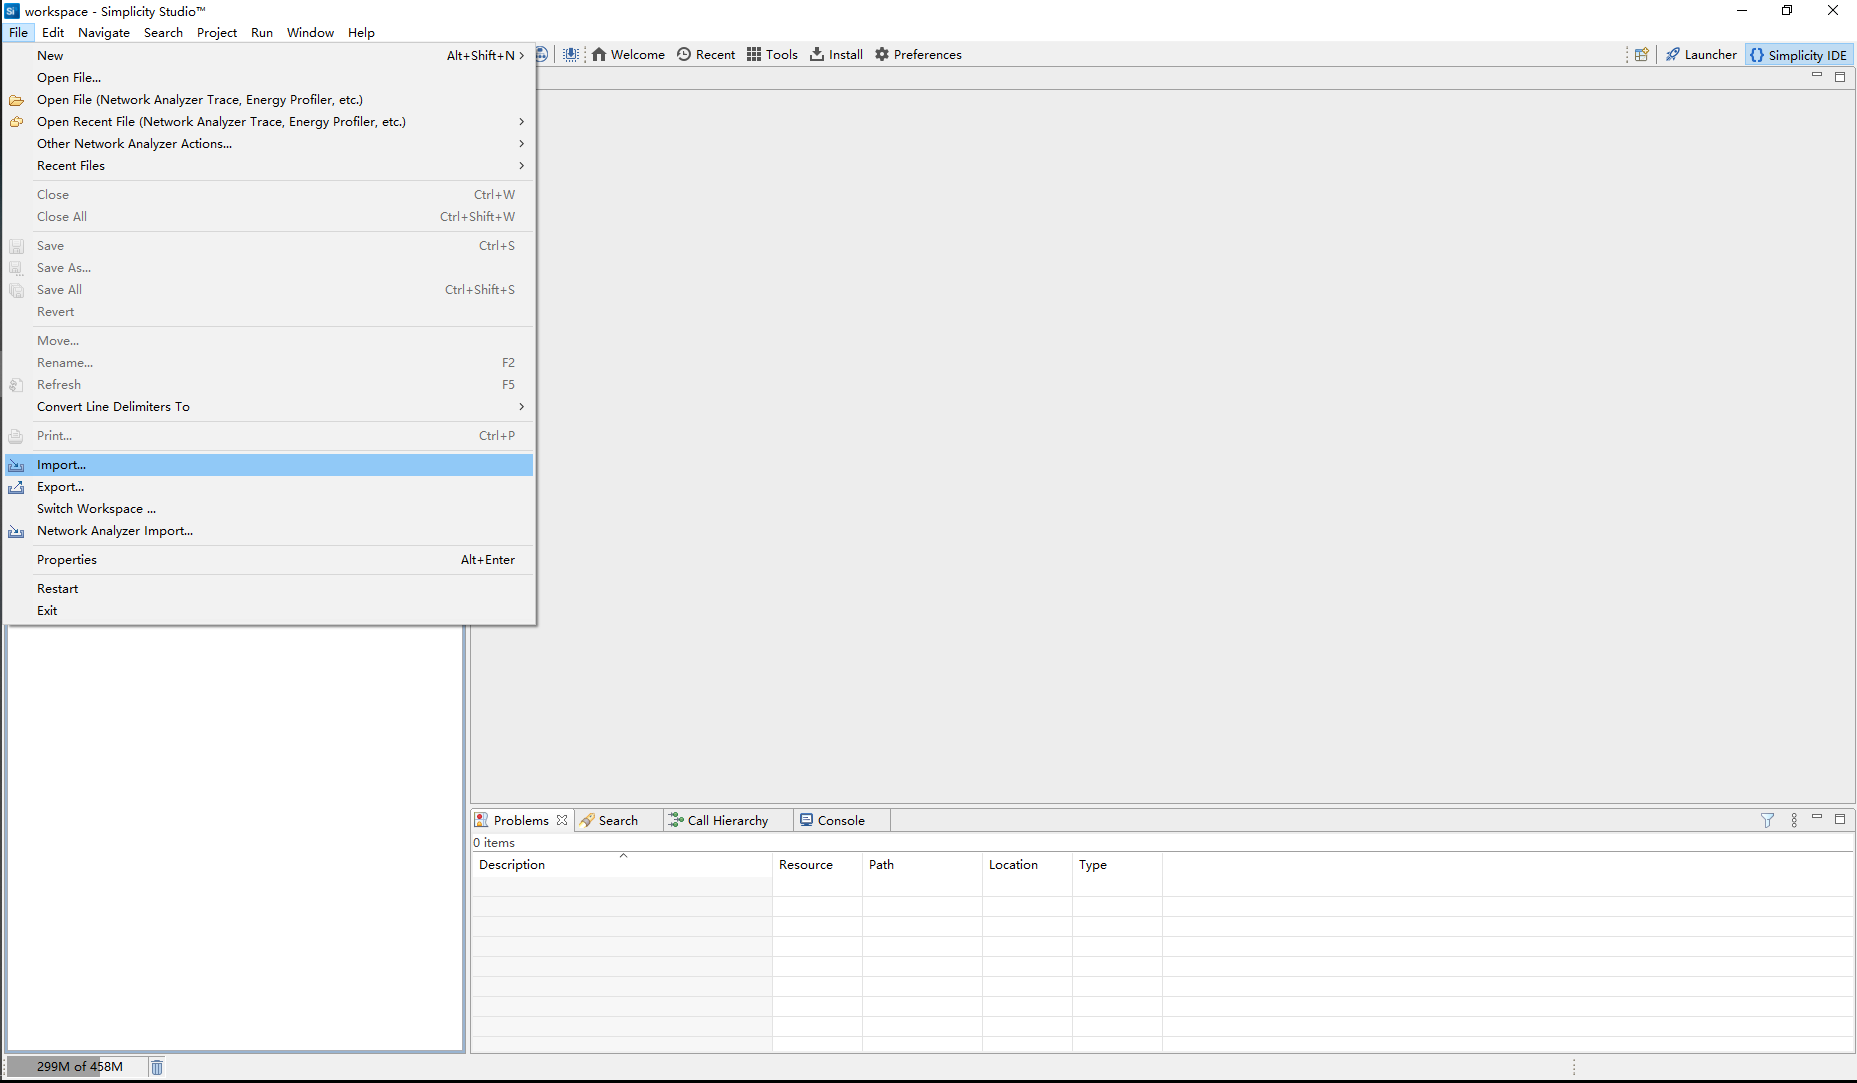 workspace - Simplicity Studio™
File Edit Navigate Search Project Run Window Help
Welcome Recent Tools Install Preferences Launcher Simplicity IDE
New Alt+Shift+N
Open File...
Open File (Network Analyzer Trace, Energy Profiler, etc.)
Open Recent File (Network Analyzer Trace, Energy Profiler, etc.)
Other Network Analyzer Actions...
Recent Files
Close Ctrl+W
Close All Ctrl+Shift+W
Save Ctrl+S
Save As...
Save All Ctrl+Shift+S
Revert
Move...
Rename... F2
Refresh F5
Convert Line Delimiters To
Print... Ctrl+P
Import...
Export...
Switch Workspace ...
Network Analyzer Import...
Properties Alt+Enter
Restart
Exit
Problems Search Call Hierarchy Console
0 items
Description Resource Path Location Type
299M of 458M